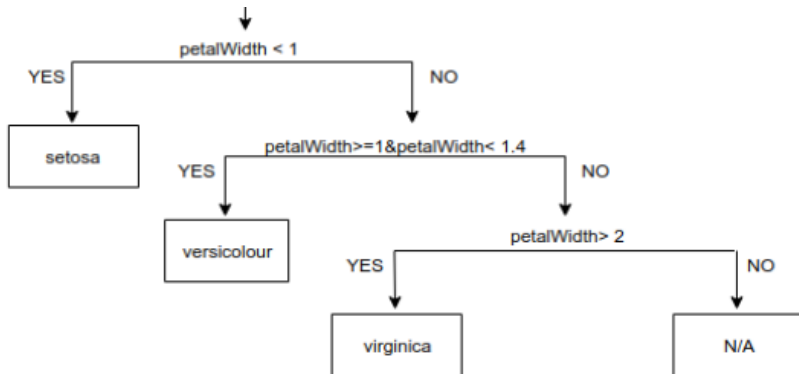 petalWidth < 1
YES
NO
setosa
petalWidth>=1&petalWidth< 1.4
YES
NO
versicolour
petalWidth> 2
YES
NO
virginica
N/A